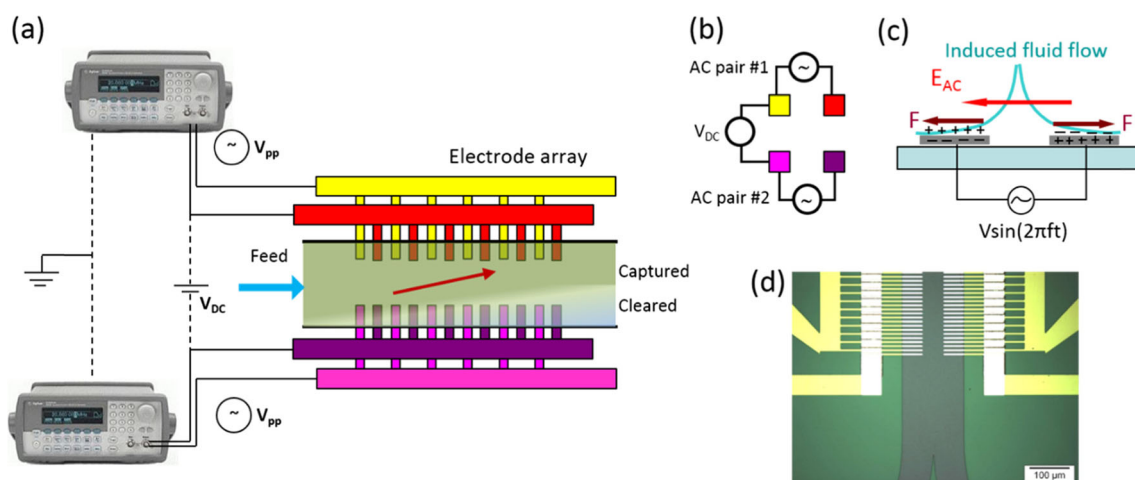 (a)
V_pp
Electrode array
Feed
Captured
Cleared
V_DC
V_pp
(b)
AC pair #1
V_DC
AC pair #2
(c)
Induced fluid flow
E_AC
F
F
+ + + + +
− − − − −
− − − − −
+ + + + +
Vsin(2πft)
(d)
100 µm